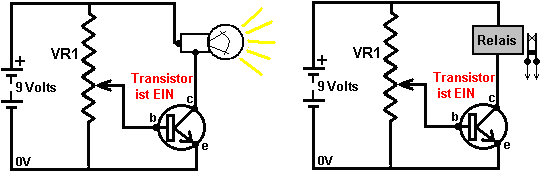 VR1
+
9 Volts
Transistor
ist EIN
c
b
e
0V
Relais
VR1
+
9 Volts
Transistor
ist EIN
c
b
e
0V